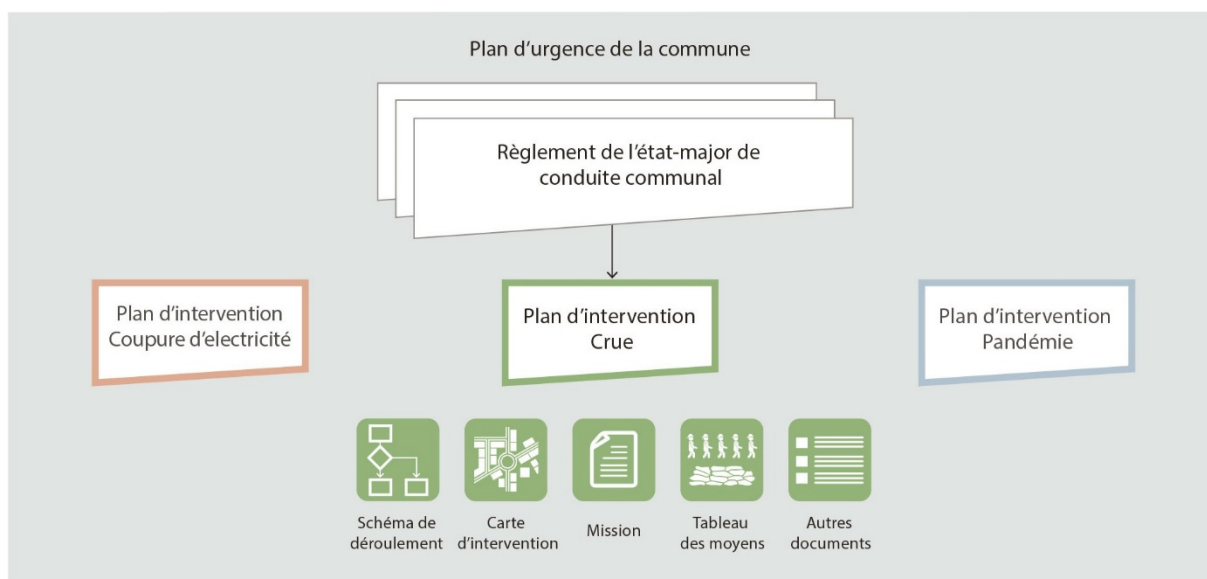 Plan d'urgence de la commune
Règlement de l'état-major de
conduite communal
Plan d'intervention
Coupure d'electricité
Plan d'intervention
Crue
Plan d'intervention
Pandémie
Schéma de
déroulement
Carte
d'intervention
Mission
Tableau
des moyens
Autres
documents